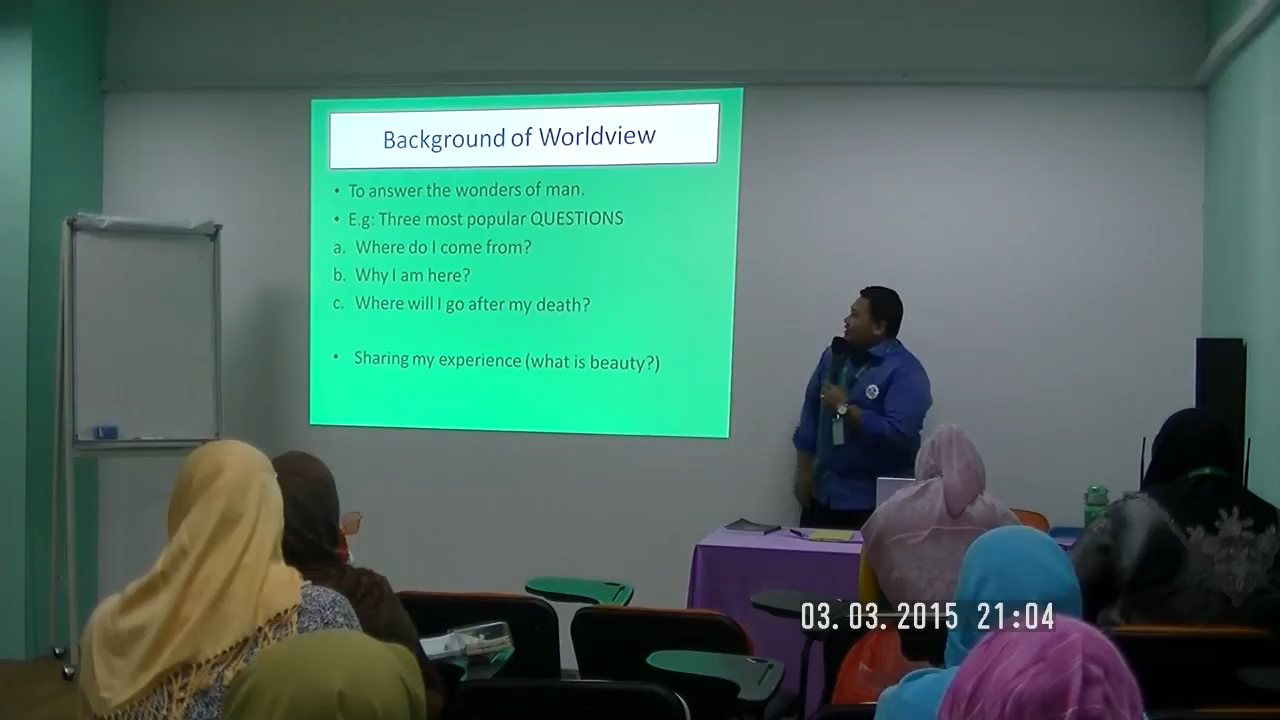 Background of Worldview
• To answer the wonders of man.
• E.g: Three most popular QUESTIONS
a. Where do I come from?
b. Why I am here?
c. Where will I go after my death?
• Sharing my experience (what is beauty?)
03. 03. 2015 21:04